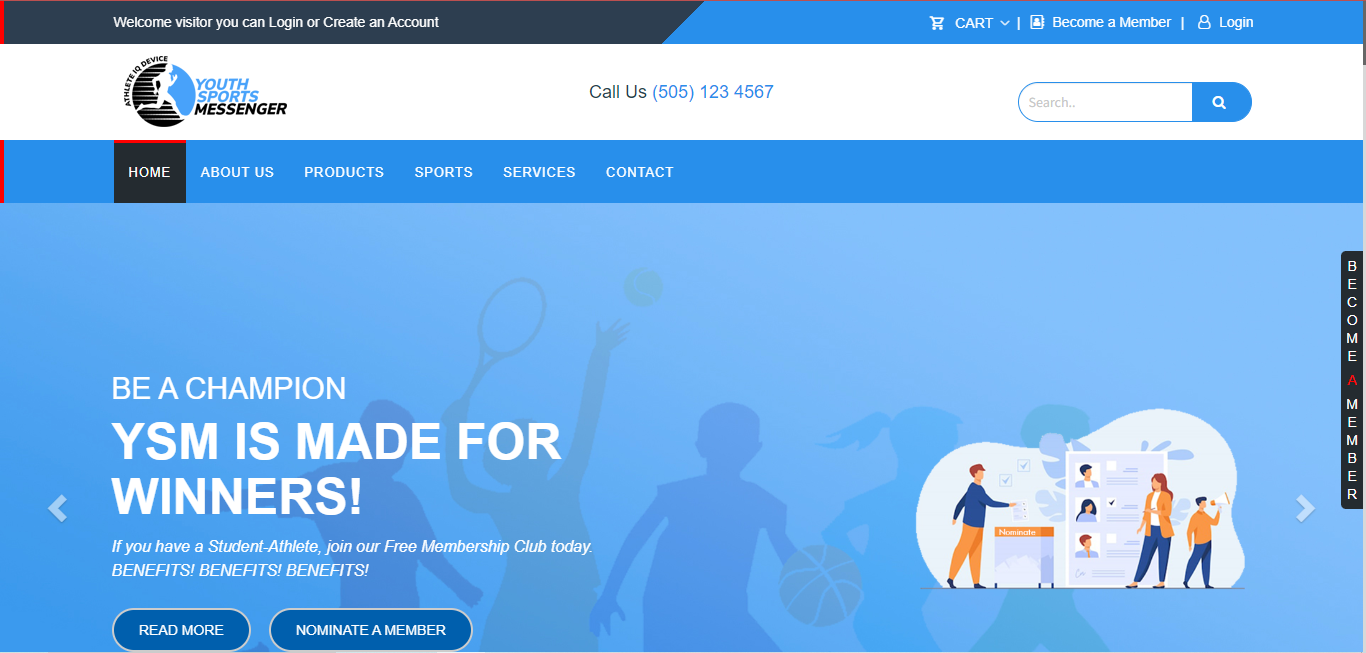 Welcome visitor you can Login or Create an Account
CART | Become a Member | Login
ATHLETE IQ DEVICE
YOUTH
SPORTS
MESSENGER
Call Us (505) 123 4567
Search..
HOME ABOUT US PRODUCTS SPORTS SERVICES CONTACT
BECOME A MEMBER
BE A CHAMPION
YSM IS MADE FOR
WINNERS!
If you have a Student-Athlete, join our Free Membership Club today.
BENEFITS! BENEFITS! BENEFITS!
Nominate
READ MORE NOMINATE A MEMBER